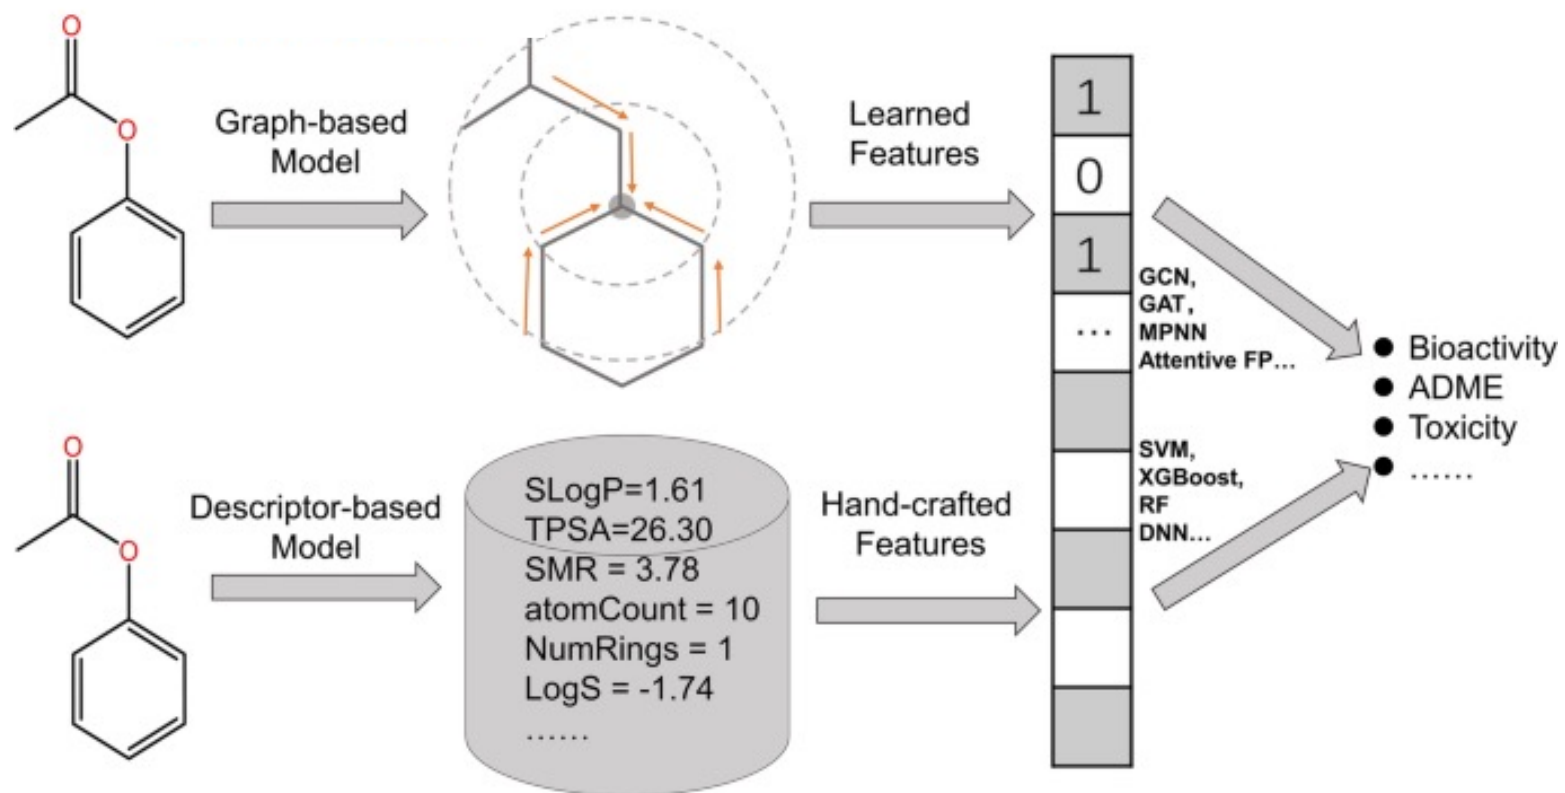 O
O
Graph-based
Model
Learned
Features
1
0
1
...
GCN,
GAT,
MPNN
Attentive FP...
Bioactivity
ADME
Toxicity
......
O
O
Descriptor-based
Model
SLogP=1.61
TPSA=26.30
SMR = 3.78
atomCount = 10
NumRings = 1
LogS = -1.74
......
Hand-crafted
Features
SVM,
XGBoost,
RF
DNN...